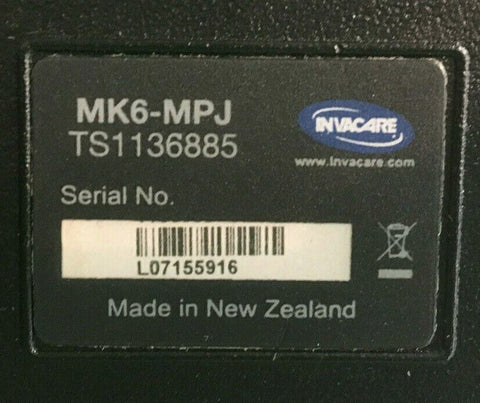 MK6-MPJ
TS1136885
INVACARE
www.invacare.com
Serial No.
L07155916
Made in New Zealand